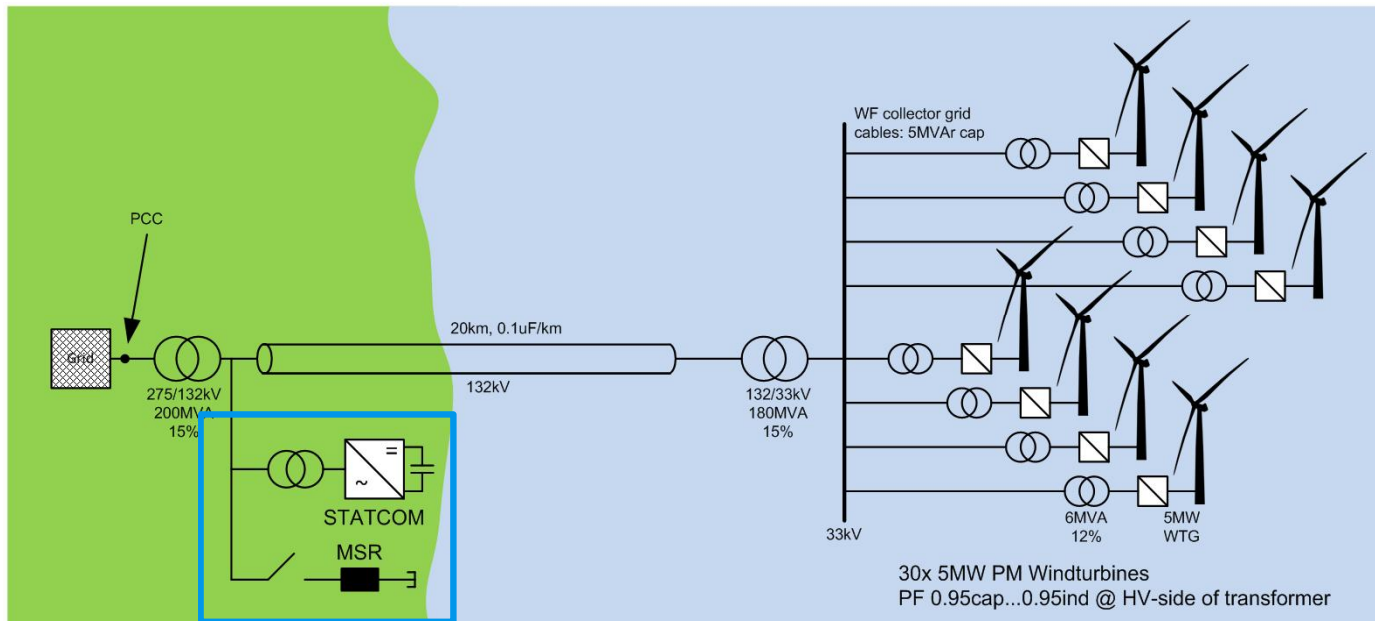 WF collector grid
cables: 5MVAr cap
PCC
20km, 0.1uF/km
Grid
132kV
275/132kV
200MVA
15%
132/33kV
180MVA
15%
=
~
STATCOM
MSR
33kV
6MVA
12%
5MW
WTG
30x 5MW PM Windturbines
PF 0.95cap...0.95ind @ HV-side of transformer